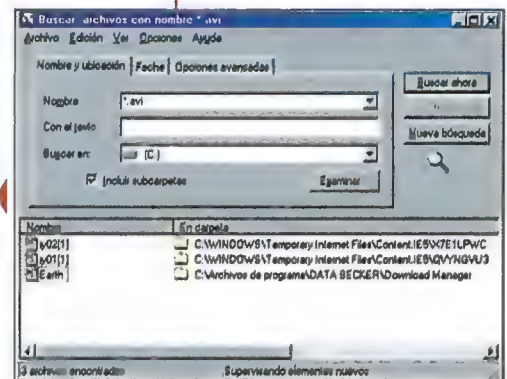 Buscar: archivos con nombre *.avi
Archivo Edición Ver Opciones Ayuda
Nombre y ubicación Fecha Opciones avanzadas
Buscar ahora
Nombre *.avi
Con el texto
Nueva búsqueda
Buscar en: (C:)
Incluir subcarpetas Examinar
Nombre En carpeta
iy02[1] C:\WINDOWS\Temporary Internet Files\Content.IE5\X7E1LPWC
iy01[1] C:\WINDOWS\Temporary Internet Files\Content.IE5\QVYNGVU3
Earth C:\Archivos de programa\DATA BECKER\Download Manager
3 archivos encontrados Supervisando elementos nuevos